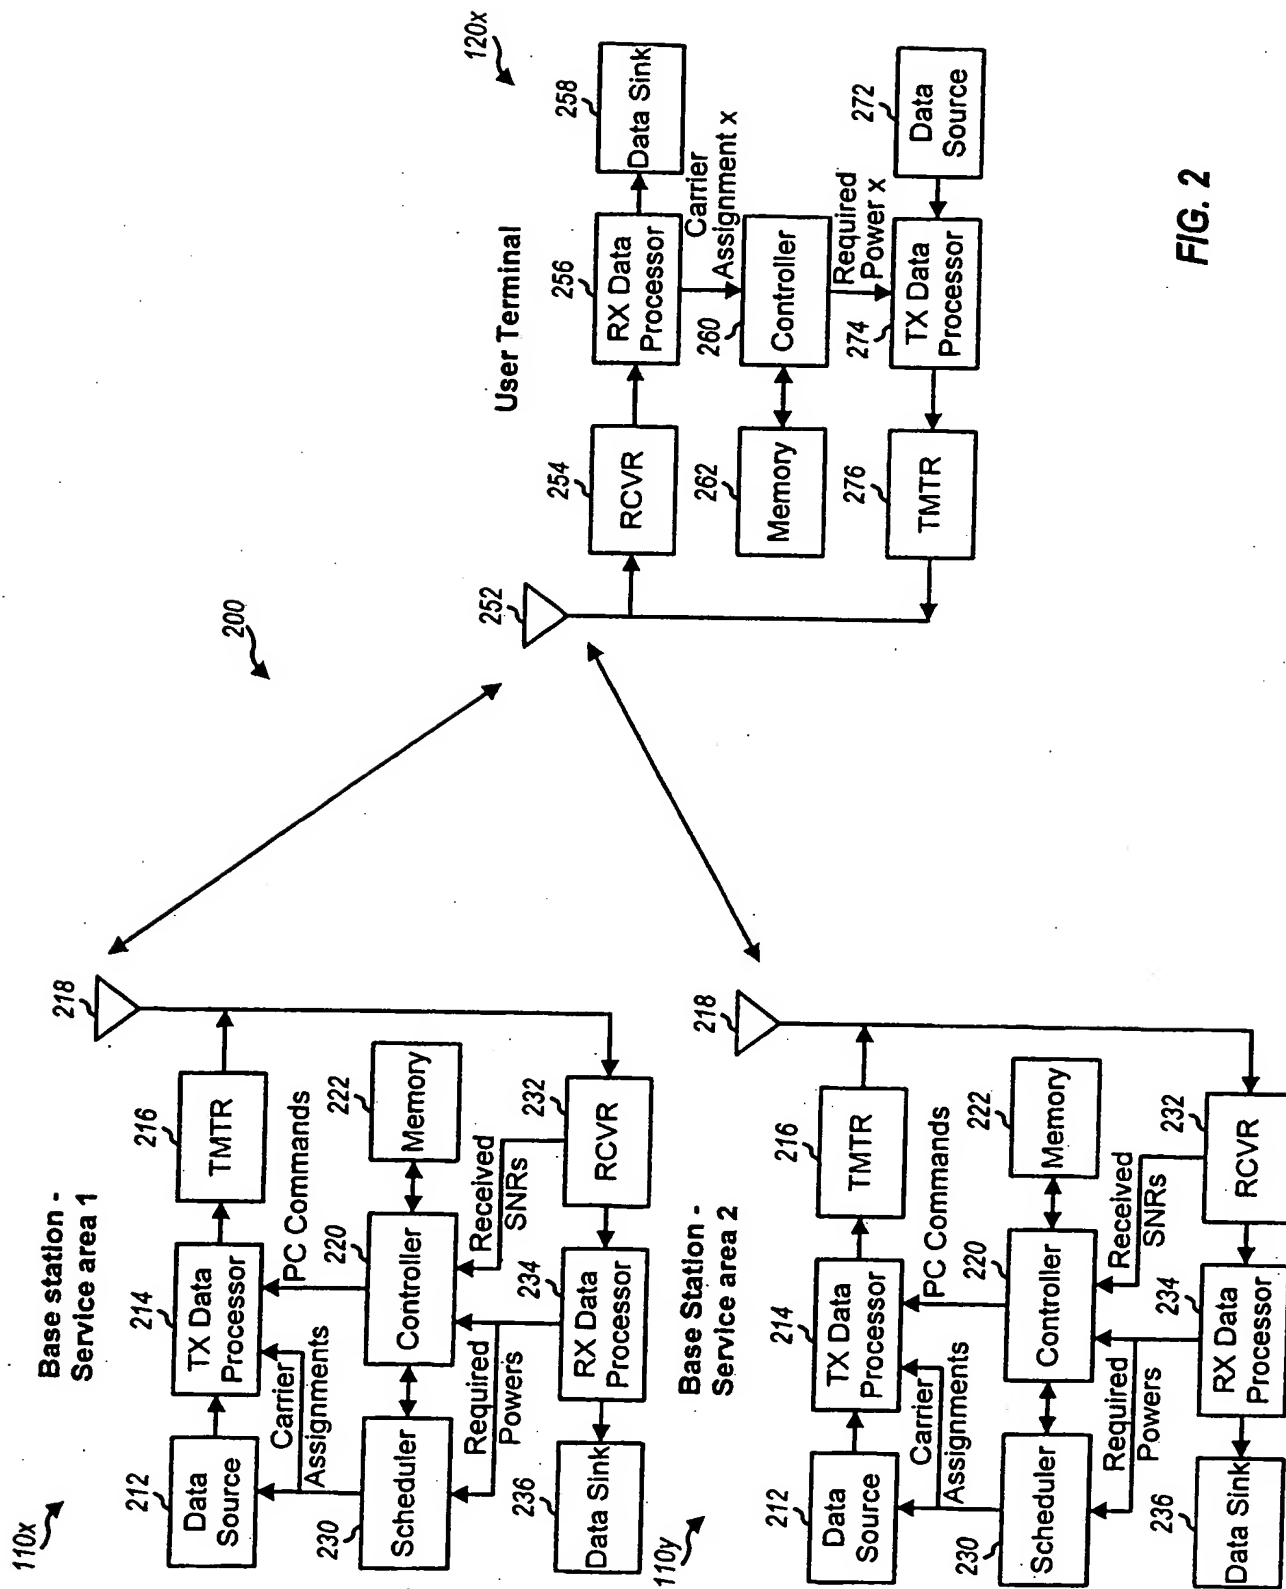 200
110x
Base station -
Service area 1
212
Data
Source
214
TX Data
Processor
216
TMTR
218
Carrier
Assignments
PC Commands
230
Scheduler
220
Controller
222
Memory
Required
Powers
Received
SNRs
236
Data Sink
234
RX Data
Processor
232
RCVR
110y
Base Station -
Service area 2
212
Data
Source
214
TX Data
Processor
216
TMTR
218
Carrier
Assignments
PC Commands
230
Scheduler
220
Controller
222
Memory
Required
Powers
Received
SNRs
236
Data Sink
234
RX Data
Processor
232
RCVR
120x
User Terminal
252
254
RCVR
256
RX Data
Processor
258
Data Sink
Carrier
Assignment x
262
Memory
260
Controller
Required
Power x
276
TMTR
274
TX Data
Processor
272
Data
Source
FIG. 2